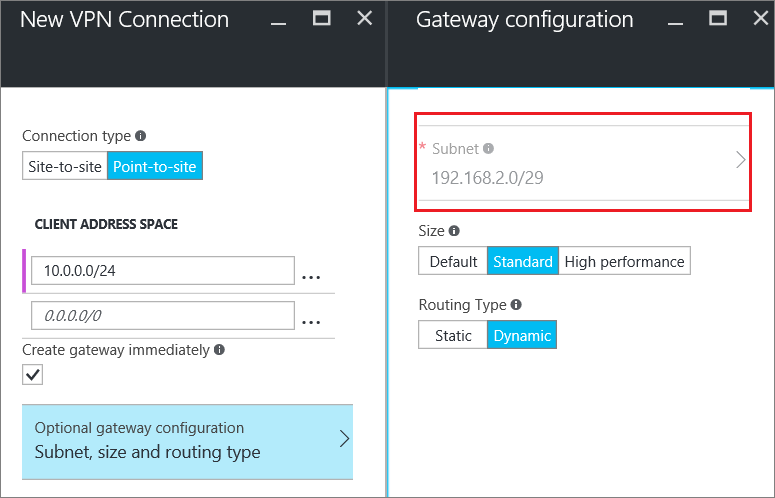 New VPN Connection
Connection type
Site-to-site Point-to-site
CLIENT ADDRESS SPACE
10.0.0.0/24 ...
0.0.0.0/0 ...
Create gateway immediately
Optional gateway configuration
Subnet, size and routing type
Gateway configuration
* Subnet
192.168.2.0/29
Size
Default Standard High performance
Routing Type
Static Dynamic